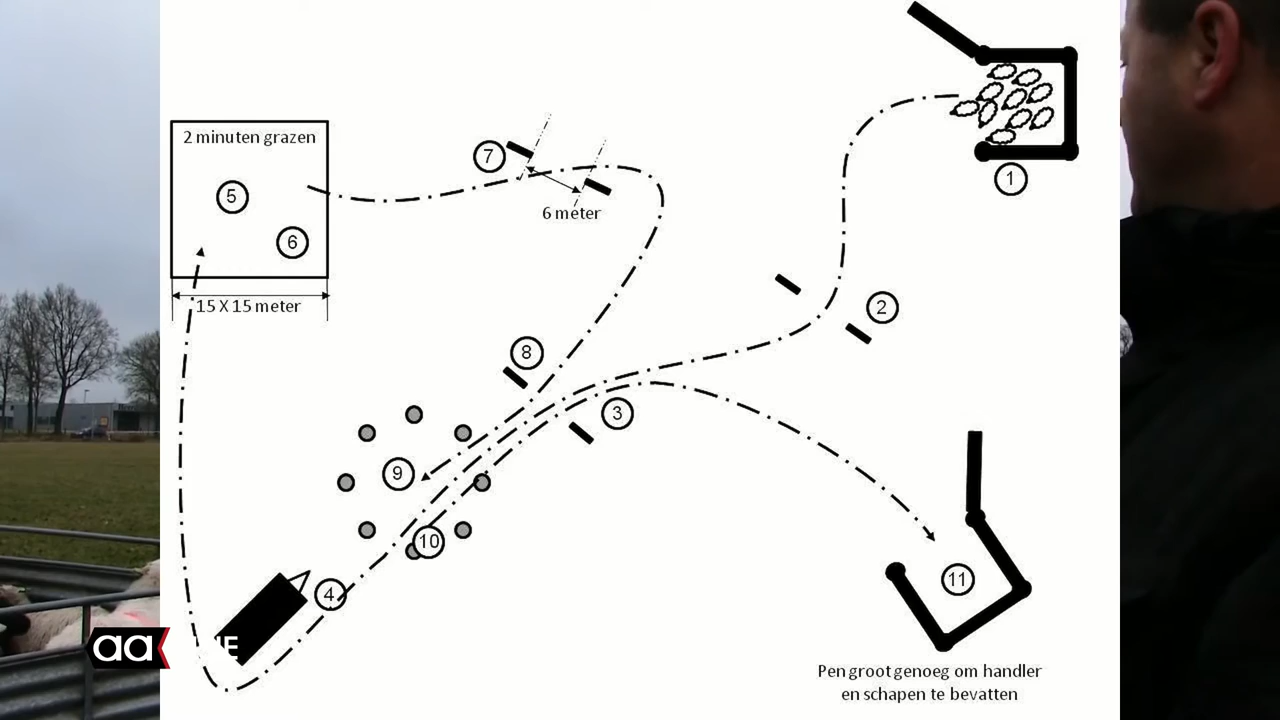 1
2 minuten grazen
7
5
6
6 meter
15 X 15 meter
2
8
3
9
10
4
11
Pen groot genoeg om handler
en schapen te bevatten
aa